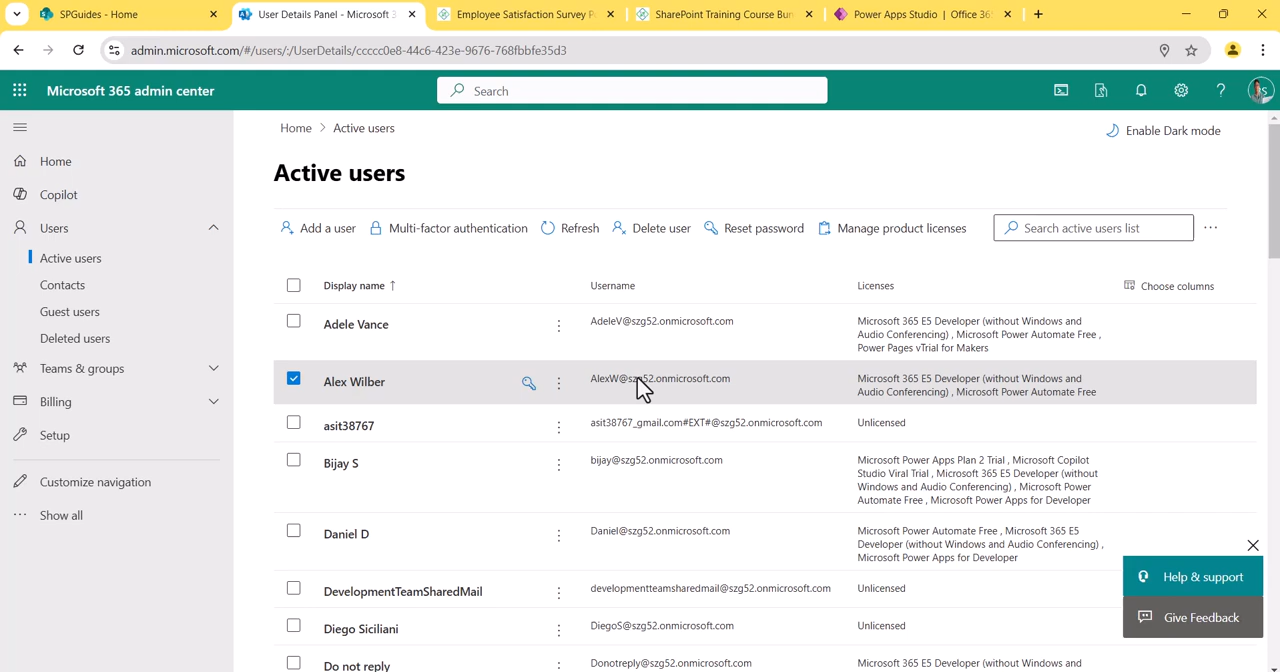 SPGuides - Home
User Details Panel - Microsoft 3
Employee Satisfaction Survey P
SharePoint Training Course Bun
Power Apps Studio | Office 365
admin.microsoft.com/#/users/:/UserDetails/ccccc0e8-44c6-423e-9676-768fbbfe35d3
Microsoft 365 admin center
Search
Home
Copilot
Users
Active users
Contacts
Guest users
Deleted users
Teams & groups
Billing
Setup
Customize navigation
Show all
Home > Active users
Enable Dark mode
Active users
Add a user
Multi-factor authentication
Refresh
Delete user
Reset password
Manage product licenses
Search active users list
Display name ↑
Username
Licenses
Choose columns
Adele Vance
AdeleV@szg52.onmicrosoft.com
Microsoft 365 E5 Developer (without Windows and
Audio Conferencing) , Microsoft Power Automate Free ,
Power Pages vTrial for Makers
Alex Wilber
AlexW@szg52.onmicrosoft.com
Microsoft 365 E5 Developer (without Windows and
Audio Conferencing) , Microsoft Power Automate Free
asit38767
asit38767_gmail.com#EXT#@szg52.onmicrosoft.com
Unlicensed
Bijay S
bijay@szg52.onmicrosoft.com
Microsoft Power Apps Plan 2 Trial , Microsoft Copilot
Studio Viral Trial , Microsoft 365 E5 Developer (without
Windows and Audio Conferencing) , Microsoft Power
Automate Free , Microsoft Power Apps for Developer
Daniel D
Daniel@szg52.onmicrosoft.com
Microsoft Power Automate Free , Microsoft 365 E5
Developer (without Windows and Audio Conferencing) ,
Microsoft Power Apps for Developer
DevelopmentTeamSharedMail
developmentteamsharedmail@szg52.onmicrosoft.com
Unlicensed
Diego Siciliani
DiegoS@szg52.onmicrosoft.com
Unlicensed
Do not reply
Donotreply@szg52.onmicrosoft.com
Microsoft 365 E5 Developer (without Windows and
Help & support
Give Feedback